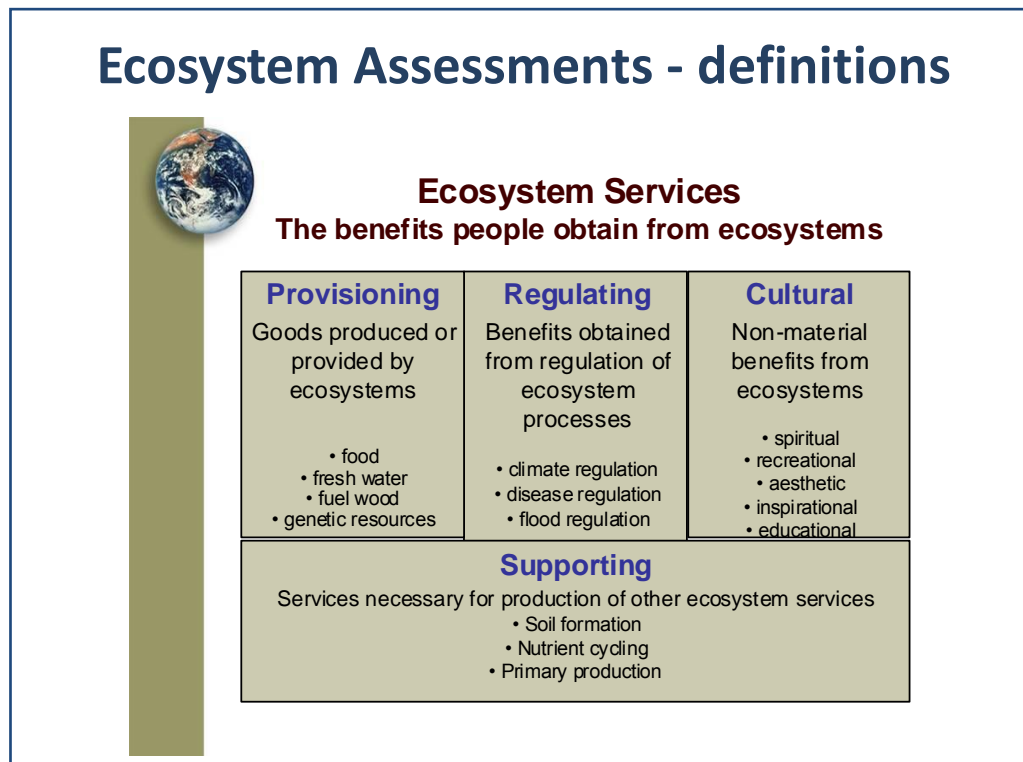 Ecosystem Assessments - definitions
Ecosystem Services
The benefits people obtain from ecosystems
Provisioning
Goods produced or
provided by
ecosystems
• food
• fresh water
• fuel wood
• genetic resources
Regulating
Benefits obtained
from regulation of
ecosystem
processes
• climate regulation
• disease regulation
• flood regulation
Cultural
Non-material
benefits from
ecosystems
• spiritual
• recreational
• aesthetic
• inspirational
• educational
Supporting
Services necessary for production of other ecosystem services
• Soil formation
• Nutrient cycling
• Primary production